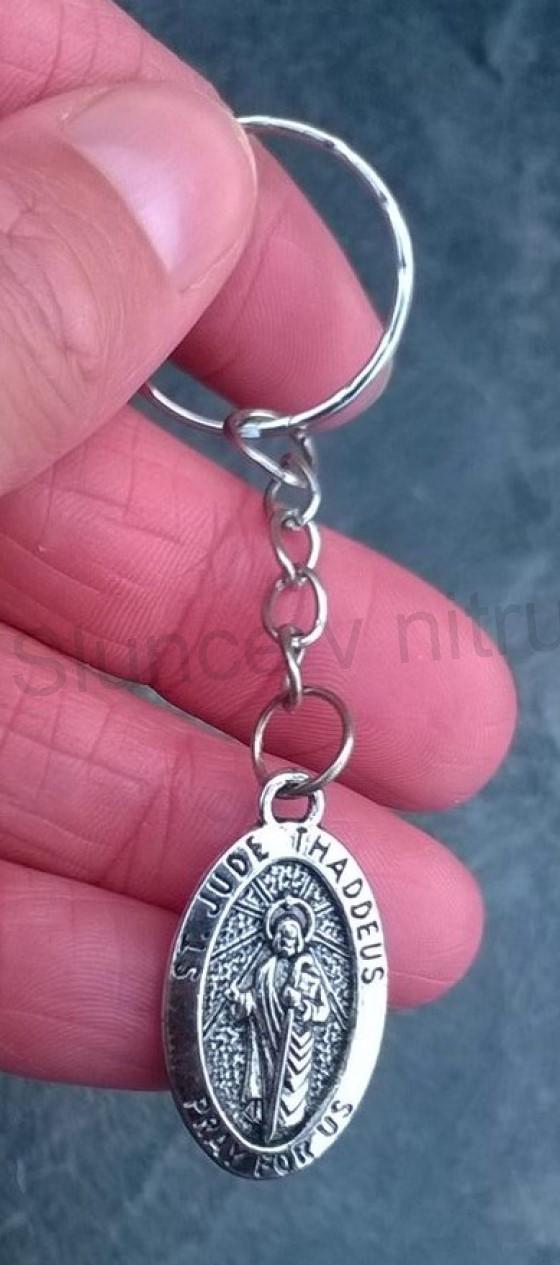 Slunce v nitru
ST. JUDE THADDEUS
PRAY FOR US